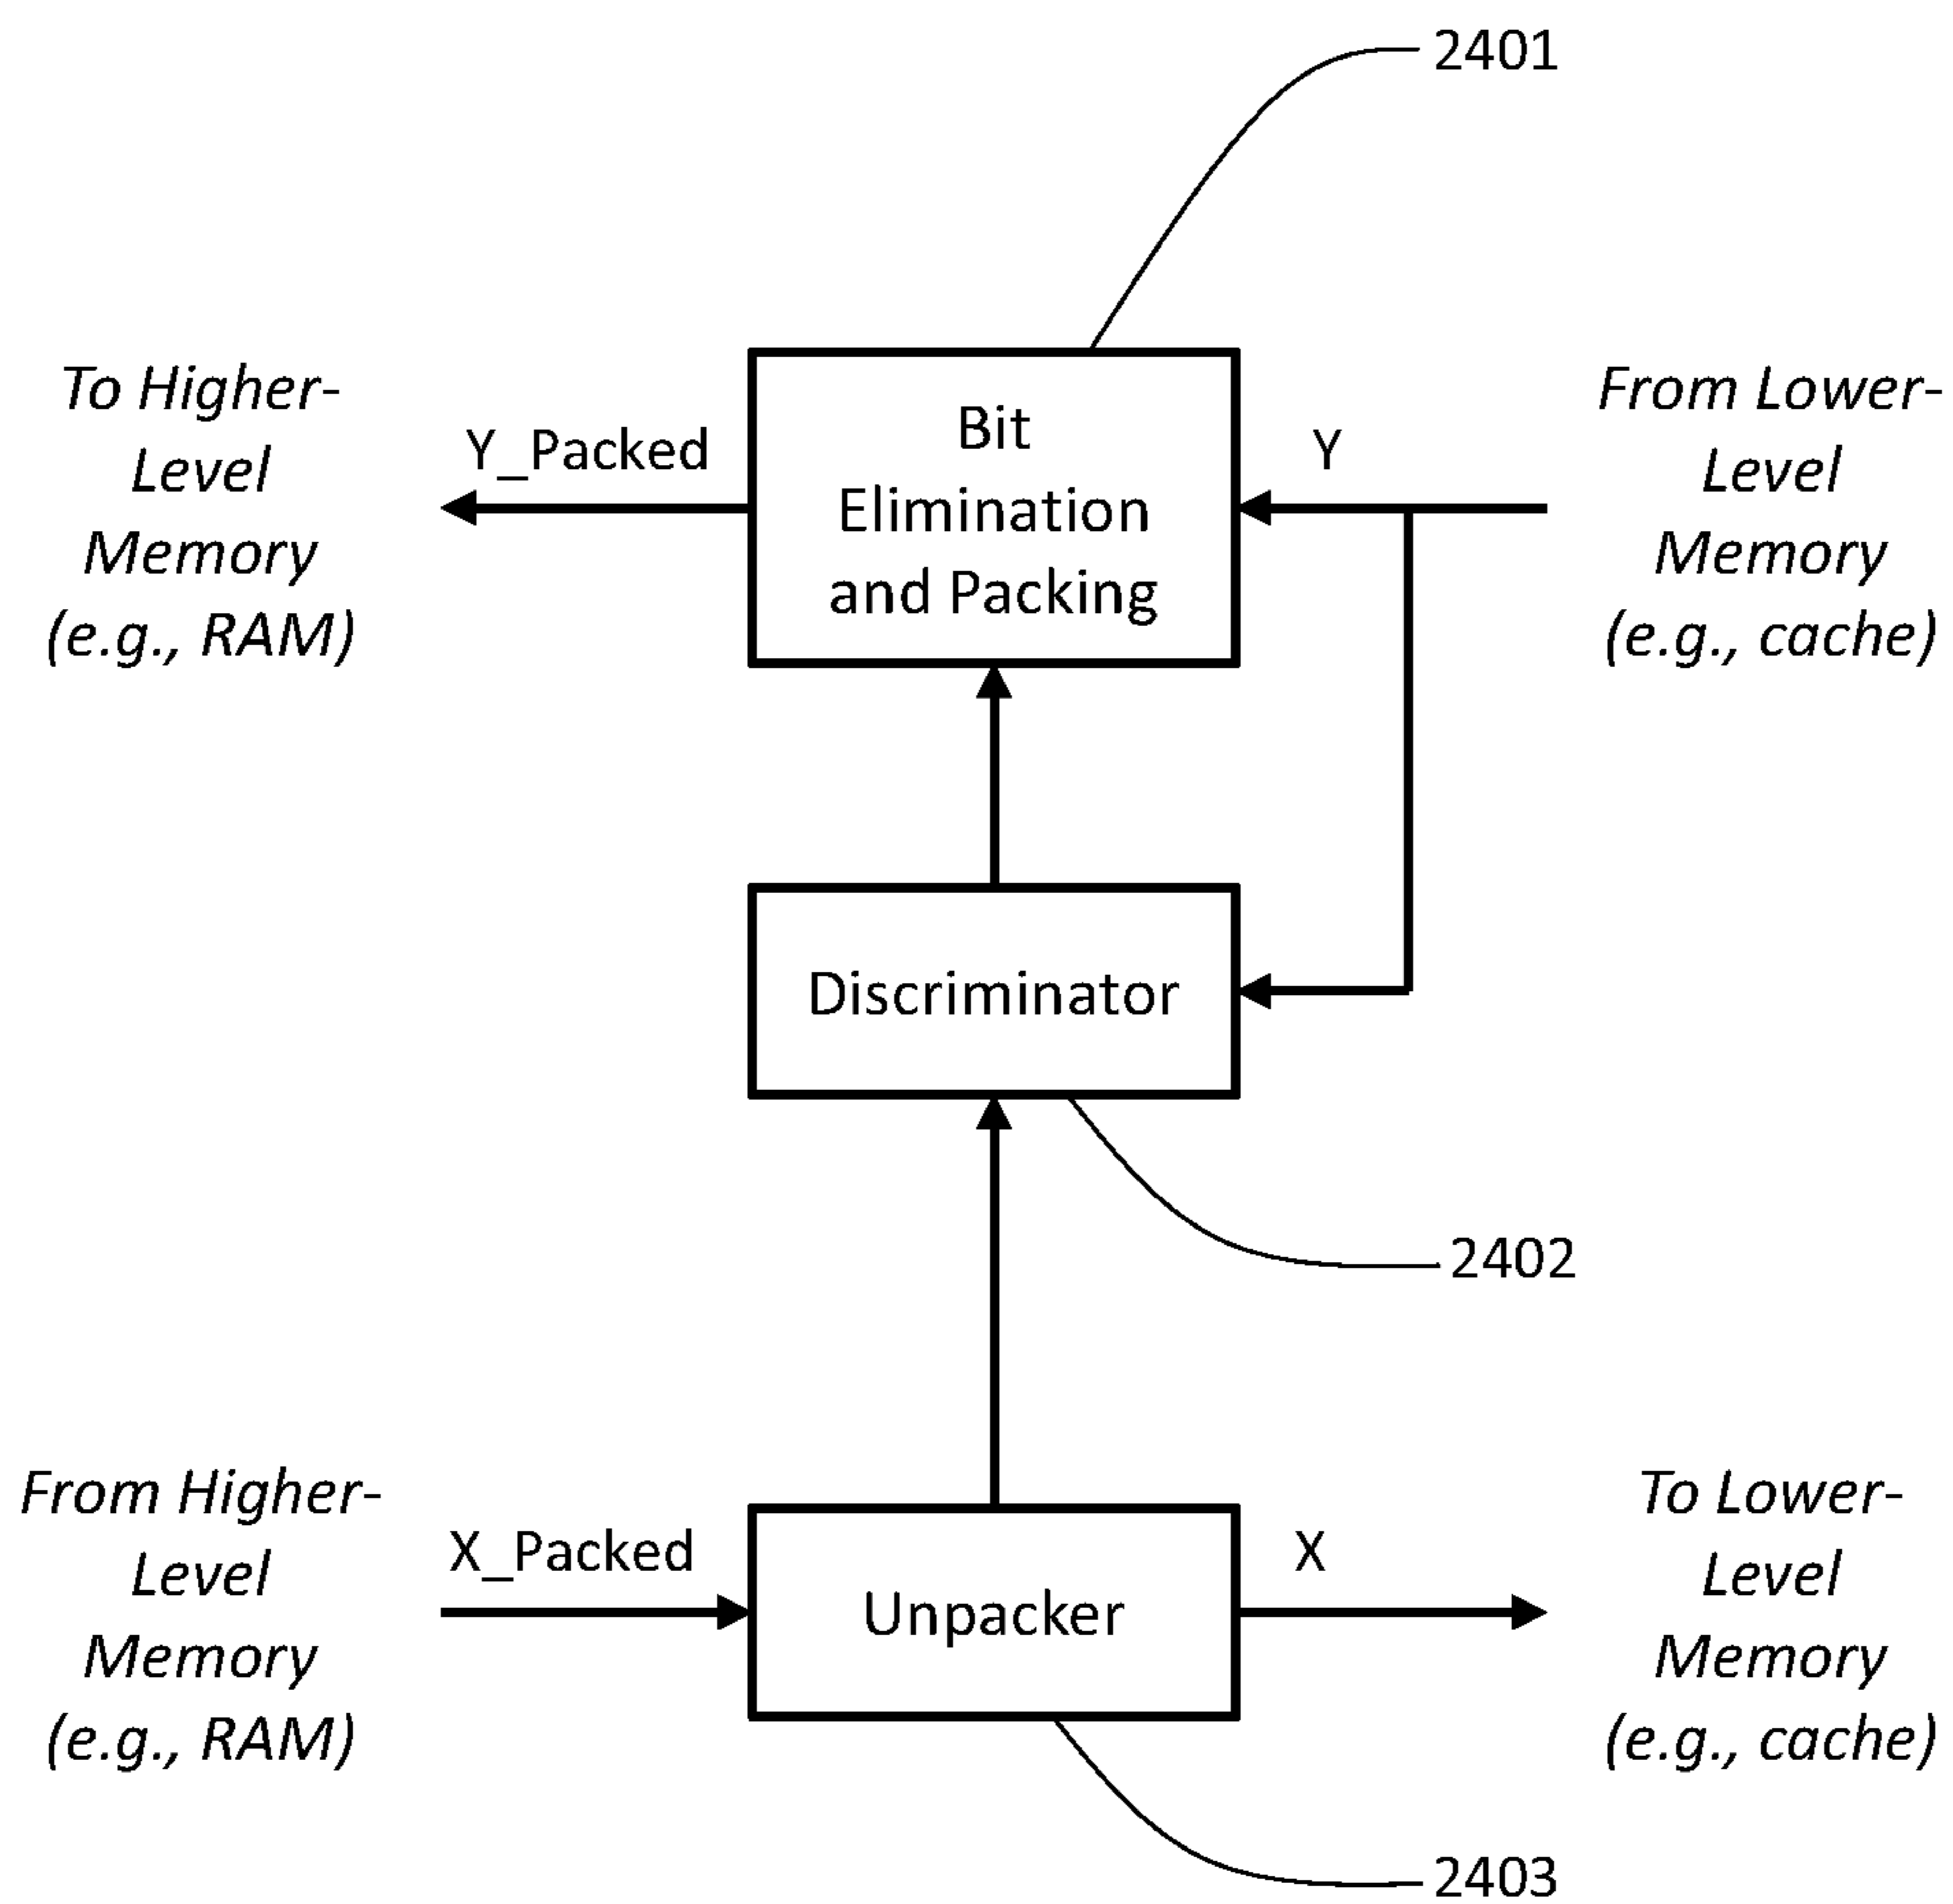 2401
To Higher-
Level
Memory
(e.g., RAM)
Y_Packed
Bit
Elimination
and Packing
Y
From Lower-
Level
Memory
(e.g., cache)
Discriminator
2402
From Higher-
Level
Memory
(e.g., RAM)
X_Packed
Unpacker
X
To Lower-
Level
Memory
(e.g., cache)
2403